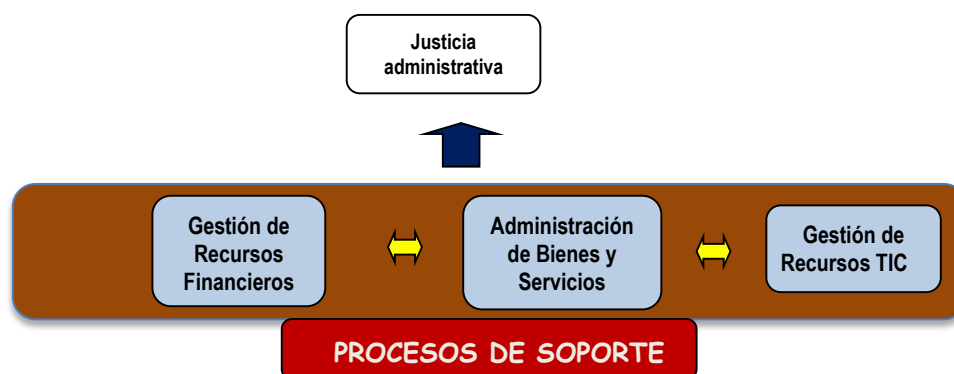 Justicia
administrativa
Gestión de
Recursos
Financieros
Administración
de Bienes y
Servicios
Gestión de
Recursos TIC
PROCESOS DE SOPORTE